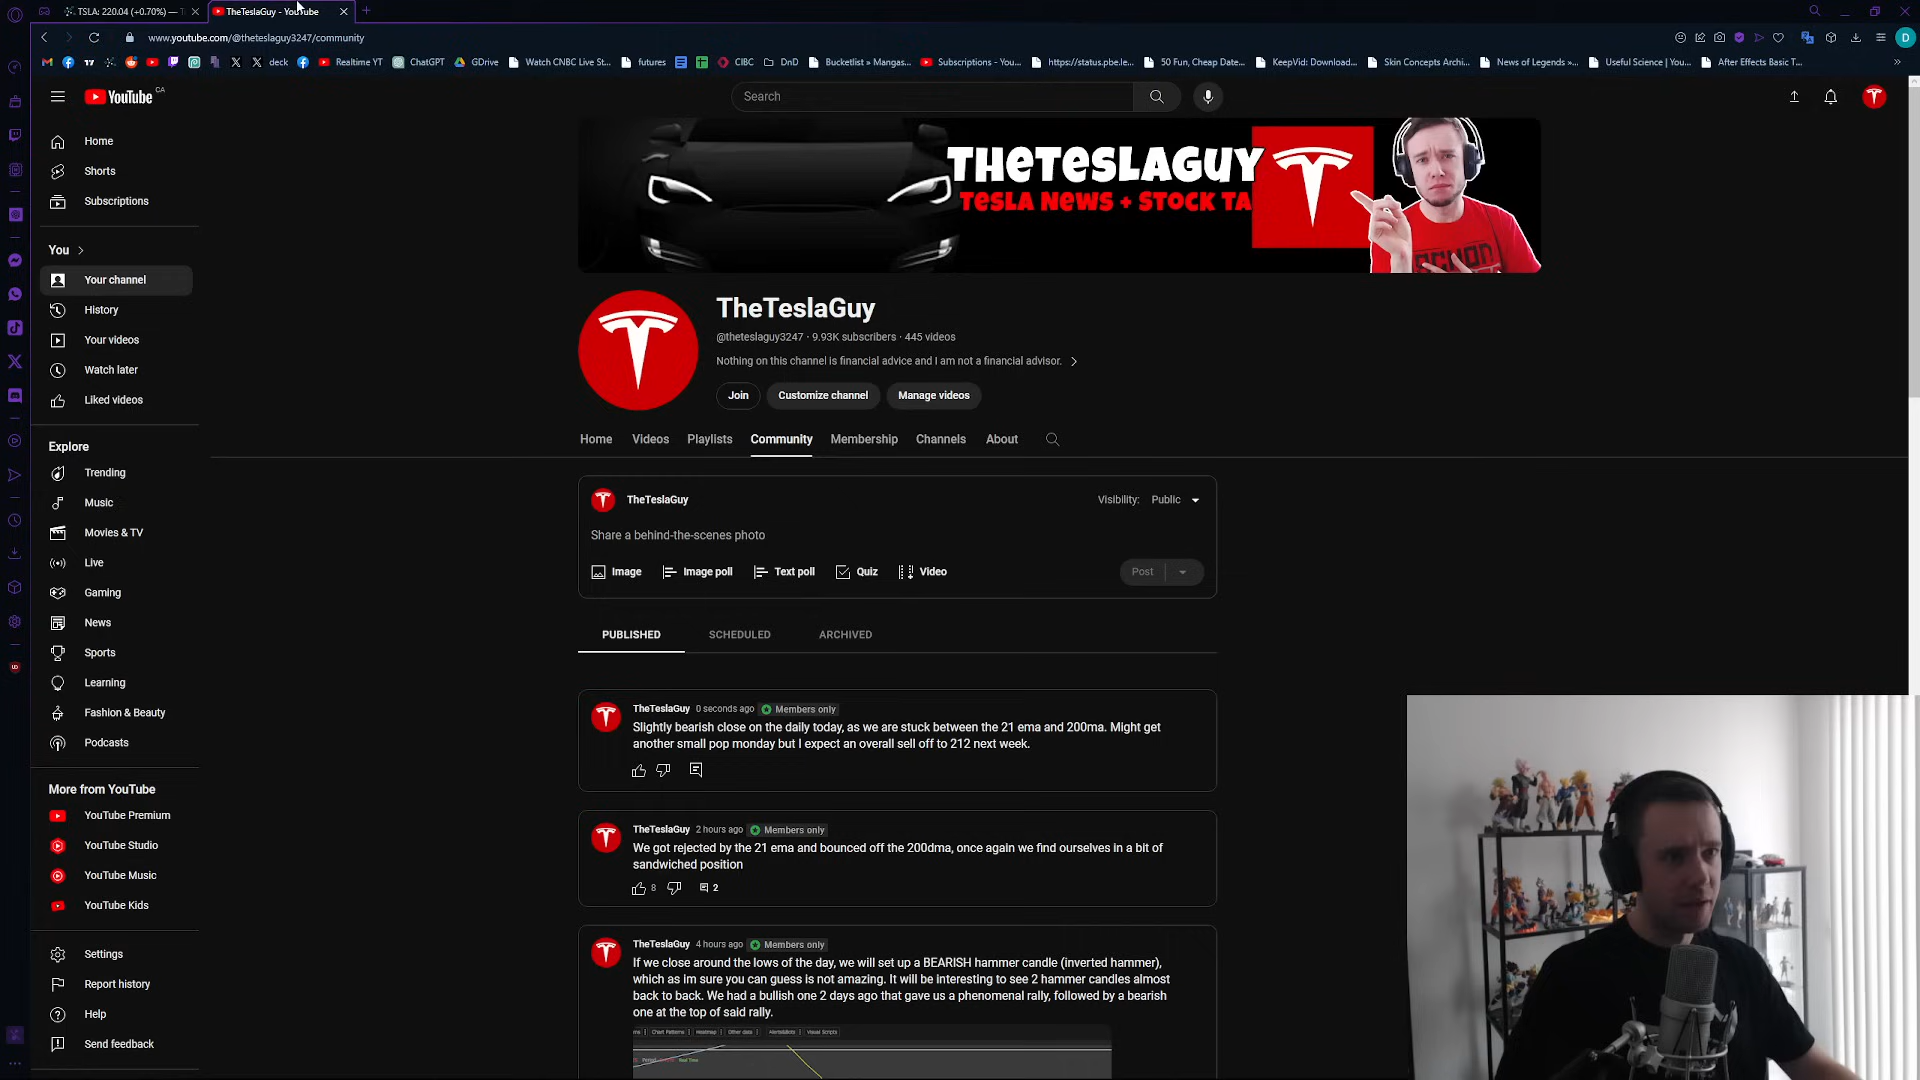 TSLA: 220.04 (+0.70%) —
TheTeslaGuy - YouTube
www.youtube.com/@theteslaguy3247/community
deck
Realtime YT
ChatGPT
GDrive
Watch CNBC Live St...
futures
CIBC
DnD
Bucketlist » Mangas...
Subscriptions - You...
https://status.pbe.le...
50 Fun, Cheap Date...
KeepVid: Download...
Skin Concepts Archi...
News of Legends »...
Useful Science | You...
After Effects Basic T...
»
YouTube CA
Search
Home
Shorts
Subscriptions
You
Your channel
History
Your videos
Watch later
Liked videos
Explore
Trending
Music
Movies & TV
Live
Gaming
News
Sports
Learning
Fashion & Beauty
Podcasts
More from YouTube
YouTube Premium
YouTube Studio
YouTube Music
YouTube Kids
Settings
Report history
Help
Send feedback
THETESLAGUY
TESLA NEWS + STOCK TA
TheTeslaGuy
@theteslaguy3247 · 9.93K subscribers · 445 videos
Nothing on this channel is financial advice and I am not a financial advisor.
Join
Customize channel
Manage videos
Home
Videos
Playlists
Community
Membership
Channels
About
TheTeslaGuy
Visibility: Public
Share a behind-the-scenes photo
Image
Image poll
Text poll
Quiz
Video
Post
PUBLISHED
SCHEDULED
ARCHIVED
TheTeslaGuy 0 seconds ago Members only
Slightly bearish close on the daily today, as we are stuck between the 21 ema and 200ma. Might get
another small pop monday but I expect an overall sell off to 212 next week.
TheTeslaGuy 2 hours ago Members only
We got rejected by the 21 ema and bounced off the 200dma, once again we find ourselves in a bit of
sandwiched position
8
2
TheTeslaGuy 4 hours ago Members only
If we close around the lows of the day, we will set up a BEARISH hammer candle (inverted hammer),
which as im sure you can guess is not amazing. It will be interesting to see 2 hammer candles almost
back to back. We had a bullish one 2 days ago that gave us a phenomenal rally, followed by a bearish
one at the top of said rally.
Chart Patterns
Heatmap
Other data
Alerts&Bots
Visual Scripts
Period
Real Time